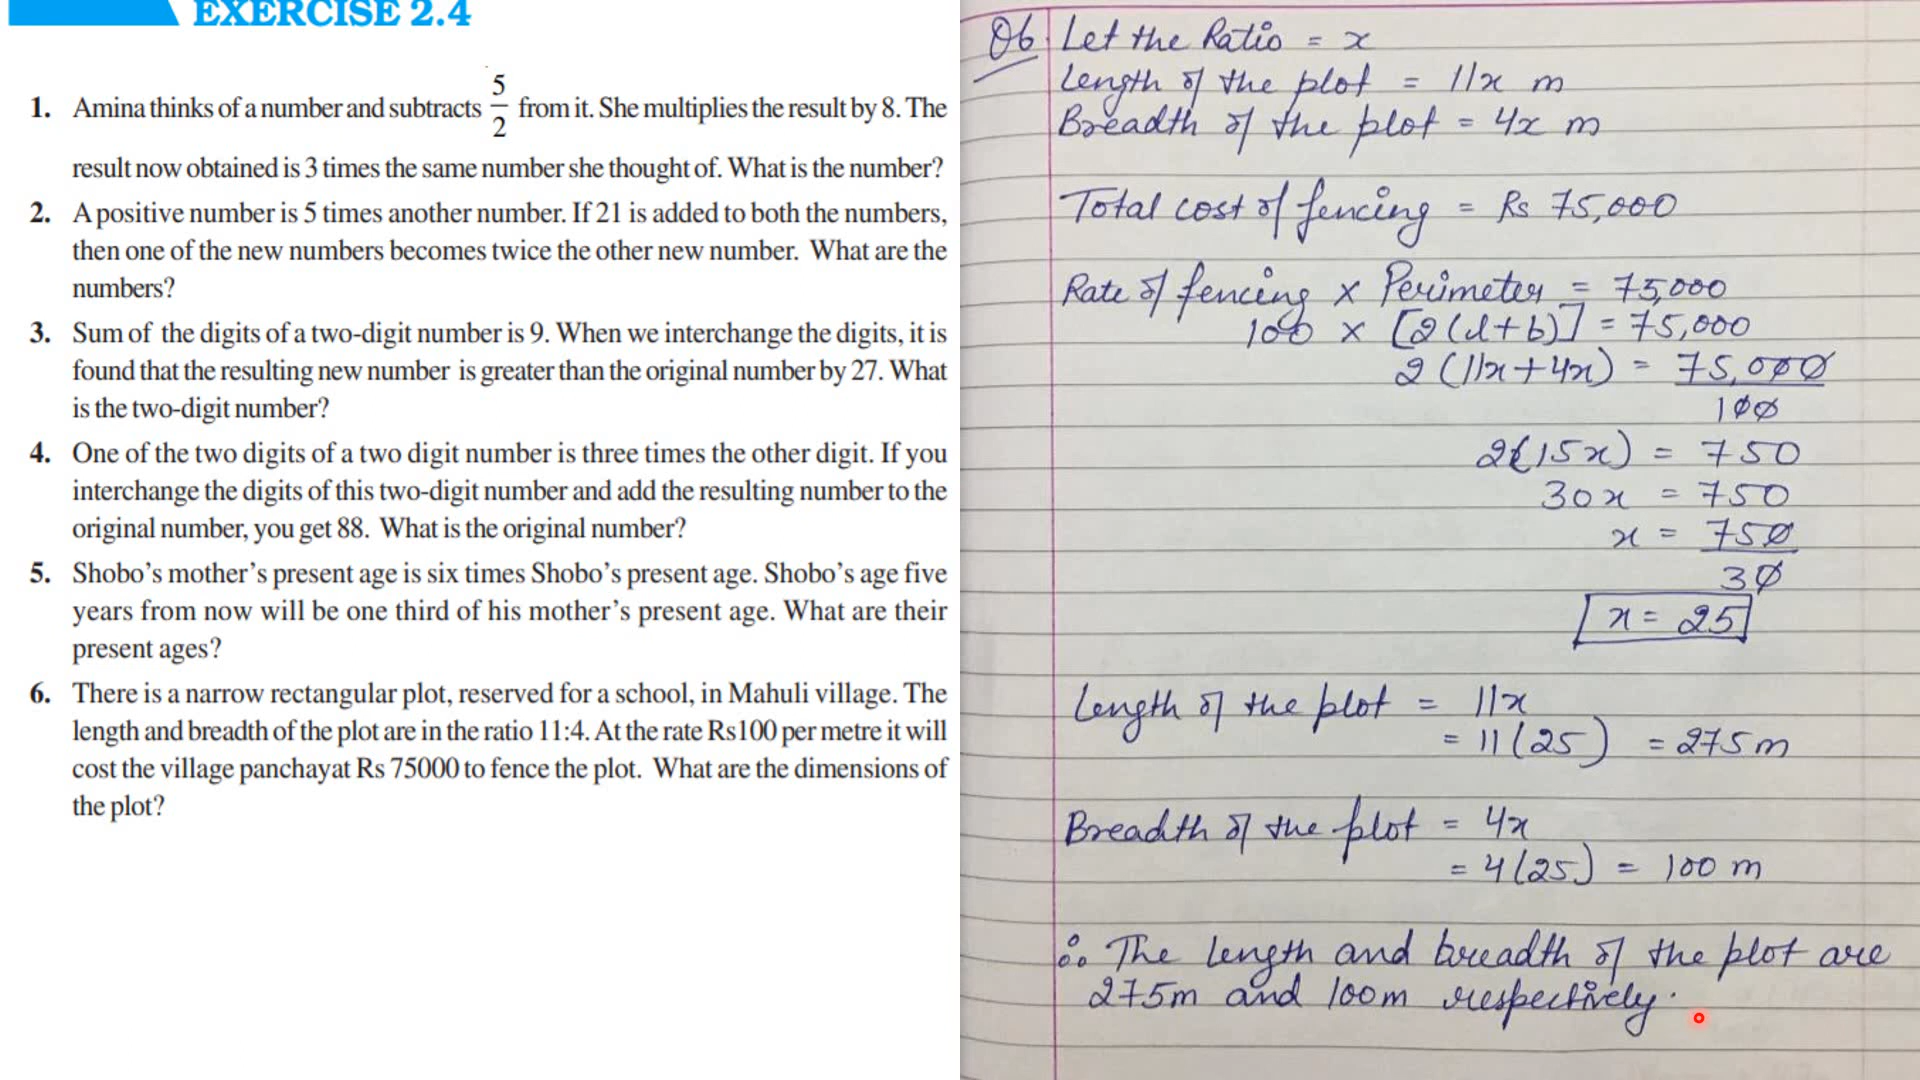 EXERCISE 2.4
1. Amina thinks of a number and subtracts 5/2 from it. She multiplies the result by 8. The
result now obtained is 3 times the same number she thought of. What is the number?
2. A positive number is 5 times another number. If 21 is added to both the numbers,
then one of the new numbers becomes twice the other new number. What are the
numbers?
3. Sum of the digits of a two-digit number is 9. When we interchange the digits, it is
found that the resulting new number is greater than the original number by 27. What
is the two-digit number?
4. One of the two digits of a two digit number is three times the other digit. If you
interchange the digits of this two-digit number and add the resulting number to the
original number, you get 88. What is the original number?
5. Shobo's mother's present age is six times Shobo's present age. Shobo's age five
years from now will be one third of his mother's present age. What are their
present ages?
6. There is a narrow rectangular plot, reserved for a school, in Mahuli village. The
length and breadth of the plot are in the ratio 11:4. At the rate Rs100 per metre it will
cost the village panchayat Rs 75000 to fence the plot. What are the dimensions of
the plot?
Q6 Let the Ratio = x
Length of the plot = 11x m
Breadth of the plot = 4x m
Total cost of fencing = Rs 75,000
Rate of fencing × Perimeter = 75,000
100 × [2(l+b)] = 75,000
2(11x+4x) = 75,000
100
2(15x) = 750
30x = 750
x = 750
30
x = 25
Length of the plot = 11x
= 11(25) = 275m
Breadth of the plot = 4x
= 4(25) = 100 m
∴ The length and breadth of the plot are
275m and 100m respectively.